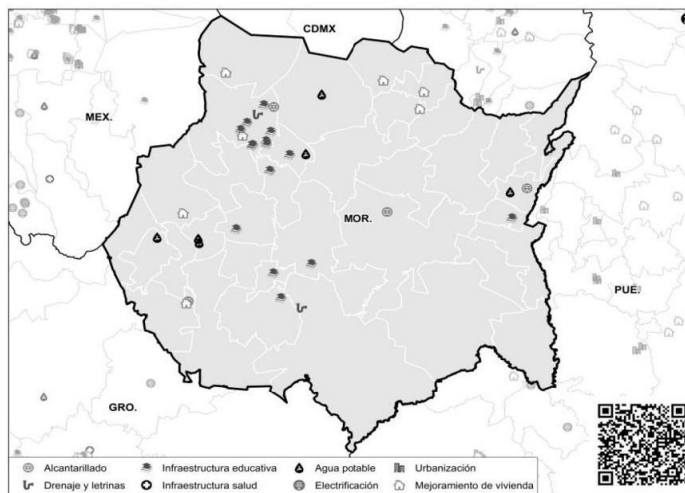 CDMX
MEX.
MOR.
PUE.
GRO.
Alcantarillado Infraestructura educativa Agua potable Urbanización
Drenaje y letrinas Infraestructura salud Electrificación Mejoramiento de vivienda